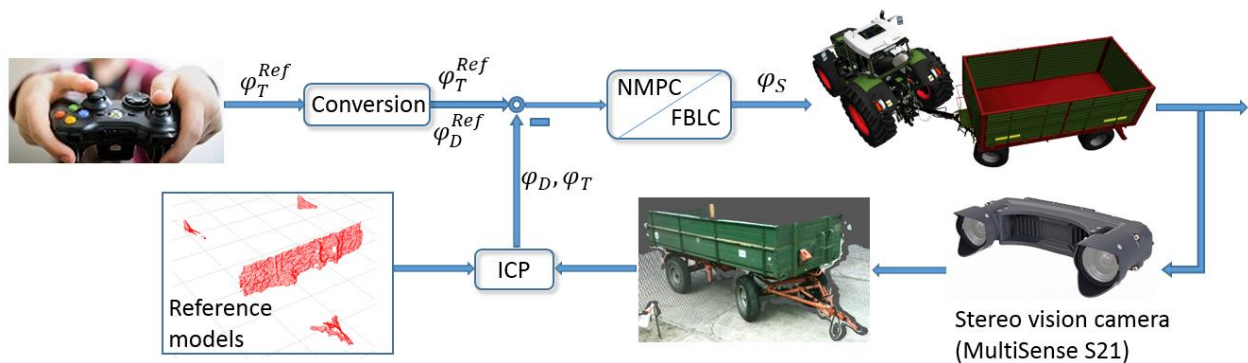 φ_T^{Ref}
Conversion
φ_T^{Ref}
φ_D^{Ref}
NMPC
FBLC
φ_S
φ_D, φ_T
ICP
Reference
models
Stereo vision camera
(MultiSense S21)